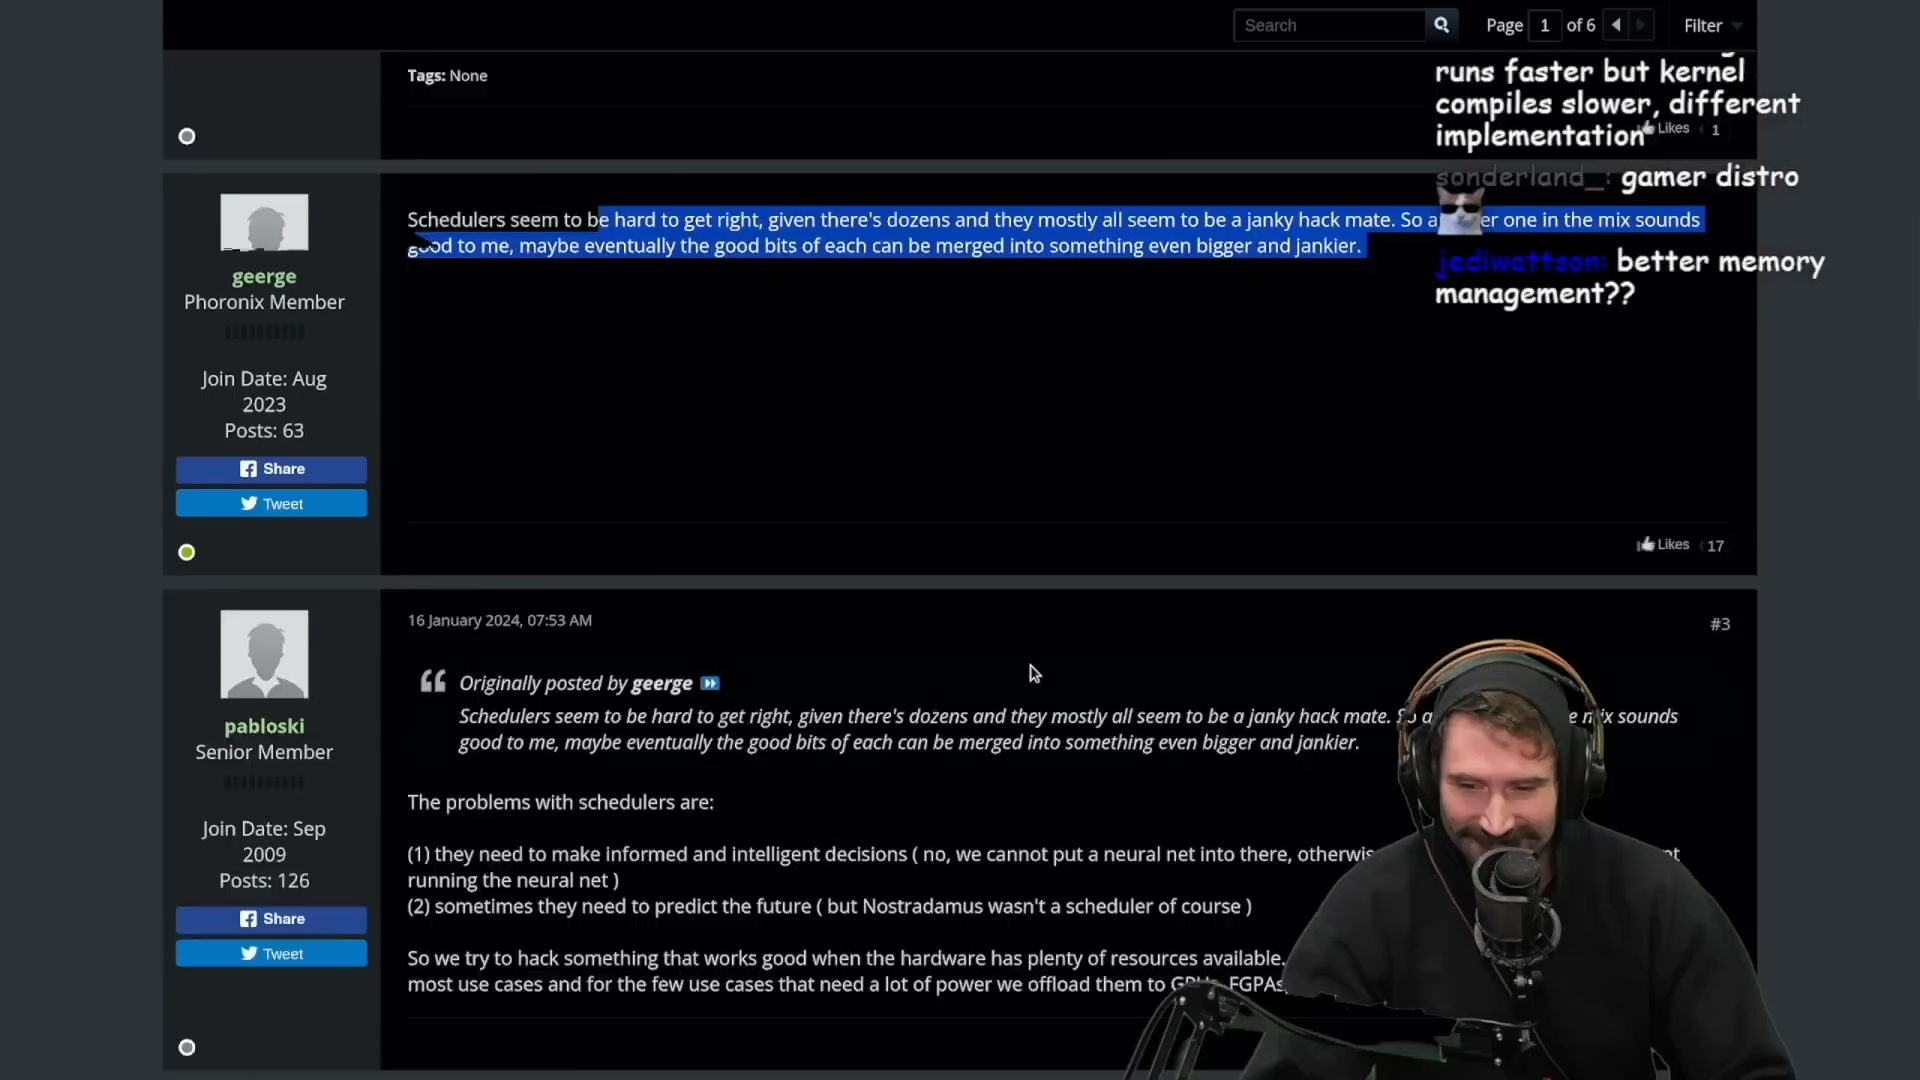 Search
Page 1 of 6
Filter
Tags: None
runs faster but kernel
compiles slower, different
implementation
Likes 1
sonderland_: gamer distro
jediwattson: better memory
management??
geerge
Phoronix Member
Join Date: Aug
2023
Posts: 63
Share
Tweet
Schedulers seem to be hard to get right, given there's dozens and they mostly all seem to be a janky hack mate. So one in the mix sounds
good to me, maybe eventually the good bits of each can be merged into something even bigger and jankier.
Likes 17
pabloski
Senior Member
Join Date: Sep
2009
Posts: 126
Share
Tweet
16 January 2024, 07:53 AM
#3
Originally posted by geerge
Schedulers seem to be hard to get right, given there's dozens and they mostly all seem to be a janky hack mate. mix sounds
good to me, maybe eventually the good bits of each can be merged into something even bigger and jankier.
The problems with schedulers are:
(1) they need to make informed and intelligent decisions ( no, we cannot put a neural net into there,
running the neural net )
(2) sometimes they need to predict the future ( but Nostradamus wasn't a scheduler of course )
So we try to hack something that works good when the hardware has plenty of resources available.
most use cases and for the few use cases that need a lot of power we offload them to FGPAs